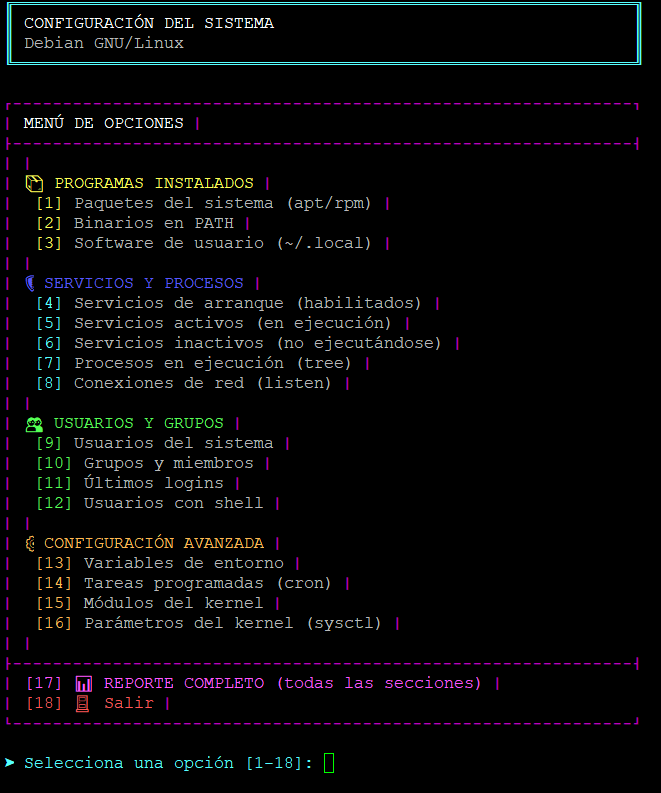 CONFIGURACIÓN DEL SISTEMA
Debian GNU/Linux
MENÚ DE OPCIONES
PROGRAMAS INSTALADOS
[1] Paquetes del sistema (apt/rpm)
[2] Binarios en PATH
[3] Software de usuario (~/.local)
SERVICIOS Y PROCESOS
[4] Servicios de arranque (habilitados)
[5] Servicios activos (en ejecución)
[6] Servicios inactivos (no ejecutándose)
[7] Procesos en ejecución (tree)
[8] Conexiones de red (listen)
USUARIOS Y GRUPOS
[9] Usuarios del sistema
[10] Grupos y miembros
[11] Últimos logins
[12] Usuarios con shell
CONFIGURACIÓN AVANZADA
[13] Variables de entorno
[14] Tareas programadas (cron)
[15] Módulos del kernel
[16] Parámetros del kernel (sysctl)
[17] REPORTE COMPLETO (todas las secciones)
[18] Salir
➤ Selecciona una opción [1-18]: